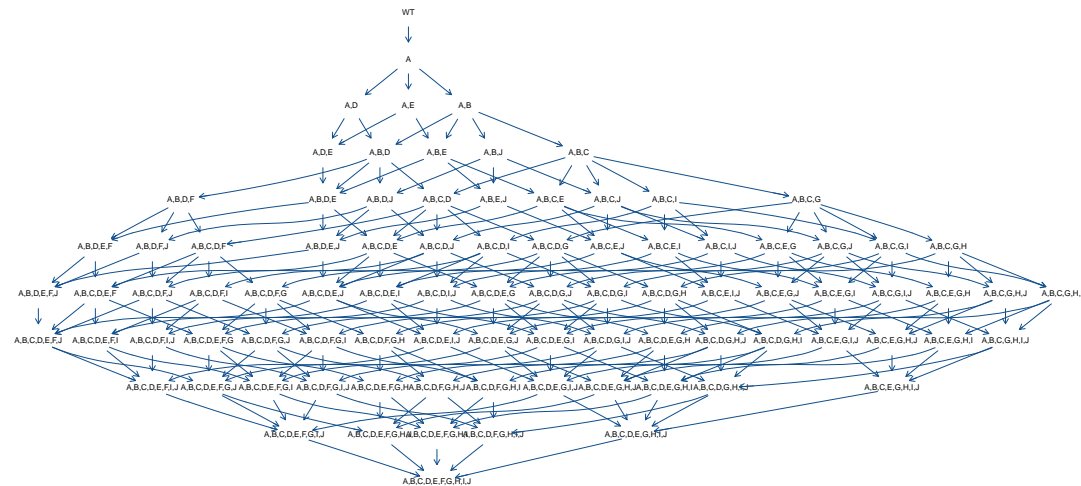 WT
A
A,D A,E A,B
A,D,E A,B,D A,B,E A,B,J A,B,C
A,B,D,F A,B,D,E A,B,D,J A,B,C,D A,B,E,J A,B,C,E A,B,C,J A,B,C,I A,B,C,G
A,B,D,E,F A,B,D,F,J A,B,C,D,F A,B,D,E,J A,B,C,D,E A,B,C,D,J A,B,C,D,I A,B,C,D,G A,B,C,E,J A,B,C,E,I A,B,C,I,J A,B,C,E,G A,B,C,G,J A,B,C,G,I A,B,C,G,H
A,B,D,E,F,J A,B,C,D,E,F A,B,C,D,F,J A,B,C,D,F,I A,B,C,D,F,G A,B,C,D,E,J A,B,C,D,E,I A,B,C,D,I,J A,B,C,D,E,G A,B,C,D,G,J A,B,C,D,G,I A,B,C,D,G,H A,B,C,E,I,J A,B,C,E,G,J A,B,C,E,G,I A,B,C,G,I,J A,B,C,E,G,H A,B,C,G,H,J A,B,C,G,H,
A,B,C,D,E,F,J A,B,C,D,E,F,I A,B,C,D,F,I,J A,B,C,D,E,F,G A,B,C,D,F,G,J A,B,C,D,F,G,I A,B,C,D,F,G,H A,B,C,D,E,I,J A,B,C,D,E,G,J A,B,C,D,E,G,I A,B,C,D,G,I,J A,B,C,D,E,G,H A,B,C,D,G,H,J A,B,C,D,G,H,I A,B,C,E,G,I,J A,B,C,E,G,H,J A,B,C,E,G,H,I A,B,C,G,H,I,J
A,B,C,D,E,F,I,J A,B,C,D,E,F,G,J A,B,C,D,E,F,G,I A,B,C,D,F,G,I,J A,B,C,D,E,F,G,H A,B,C,D,F,G,H,J A,B,C,D,F,G,H,I A,B,C,D,E,G,I,J A,B,C,D,E,G,H,J A,B,C,D,E,G,H,I A,B,C,D,G,H,I,J A,B,C,E,G,H,I,J
A,B,C,D,E,F,G,I,J A,B,C,D,E,F,G,H A,B,C,D,E,F,G,H A,B,C,D,F,G,H,I,J A,B,C,D,E,G,H,I,J
A,B,C,D,E,F,G,H,I,J